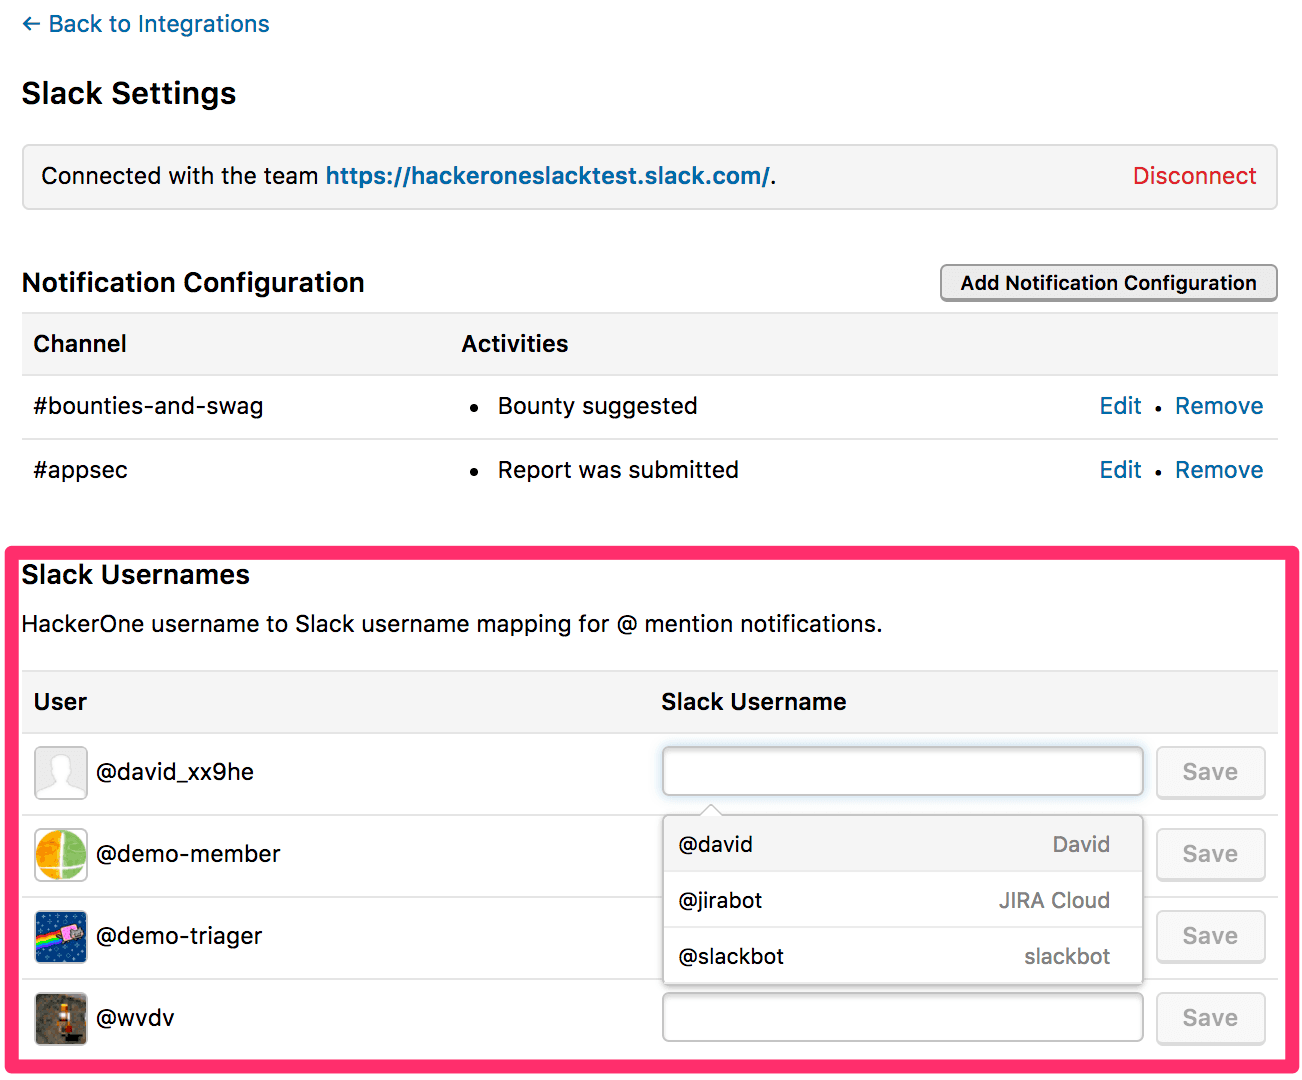 ← Back to Integrations
Slack Settings
Connected with the team https://hackeroneslacktest.slack.com/. Disconnect
Notification Configuration Add Notification Configuration
Channel Activities
#bounties-and-swag • Bounty suggested Edit • Remove
#appsec • Report was submitted Edit • Remove
Slack Usernames
HackerOne username to Slack username mapping for @ mention notifications.
User Slack Username
@david_xx9he Save
@david David
@demo-member Save
@jirabot JIRA Cloud
@demo-triager Save
@slackbot slackbot
@wvdv Save